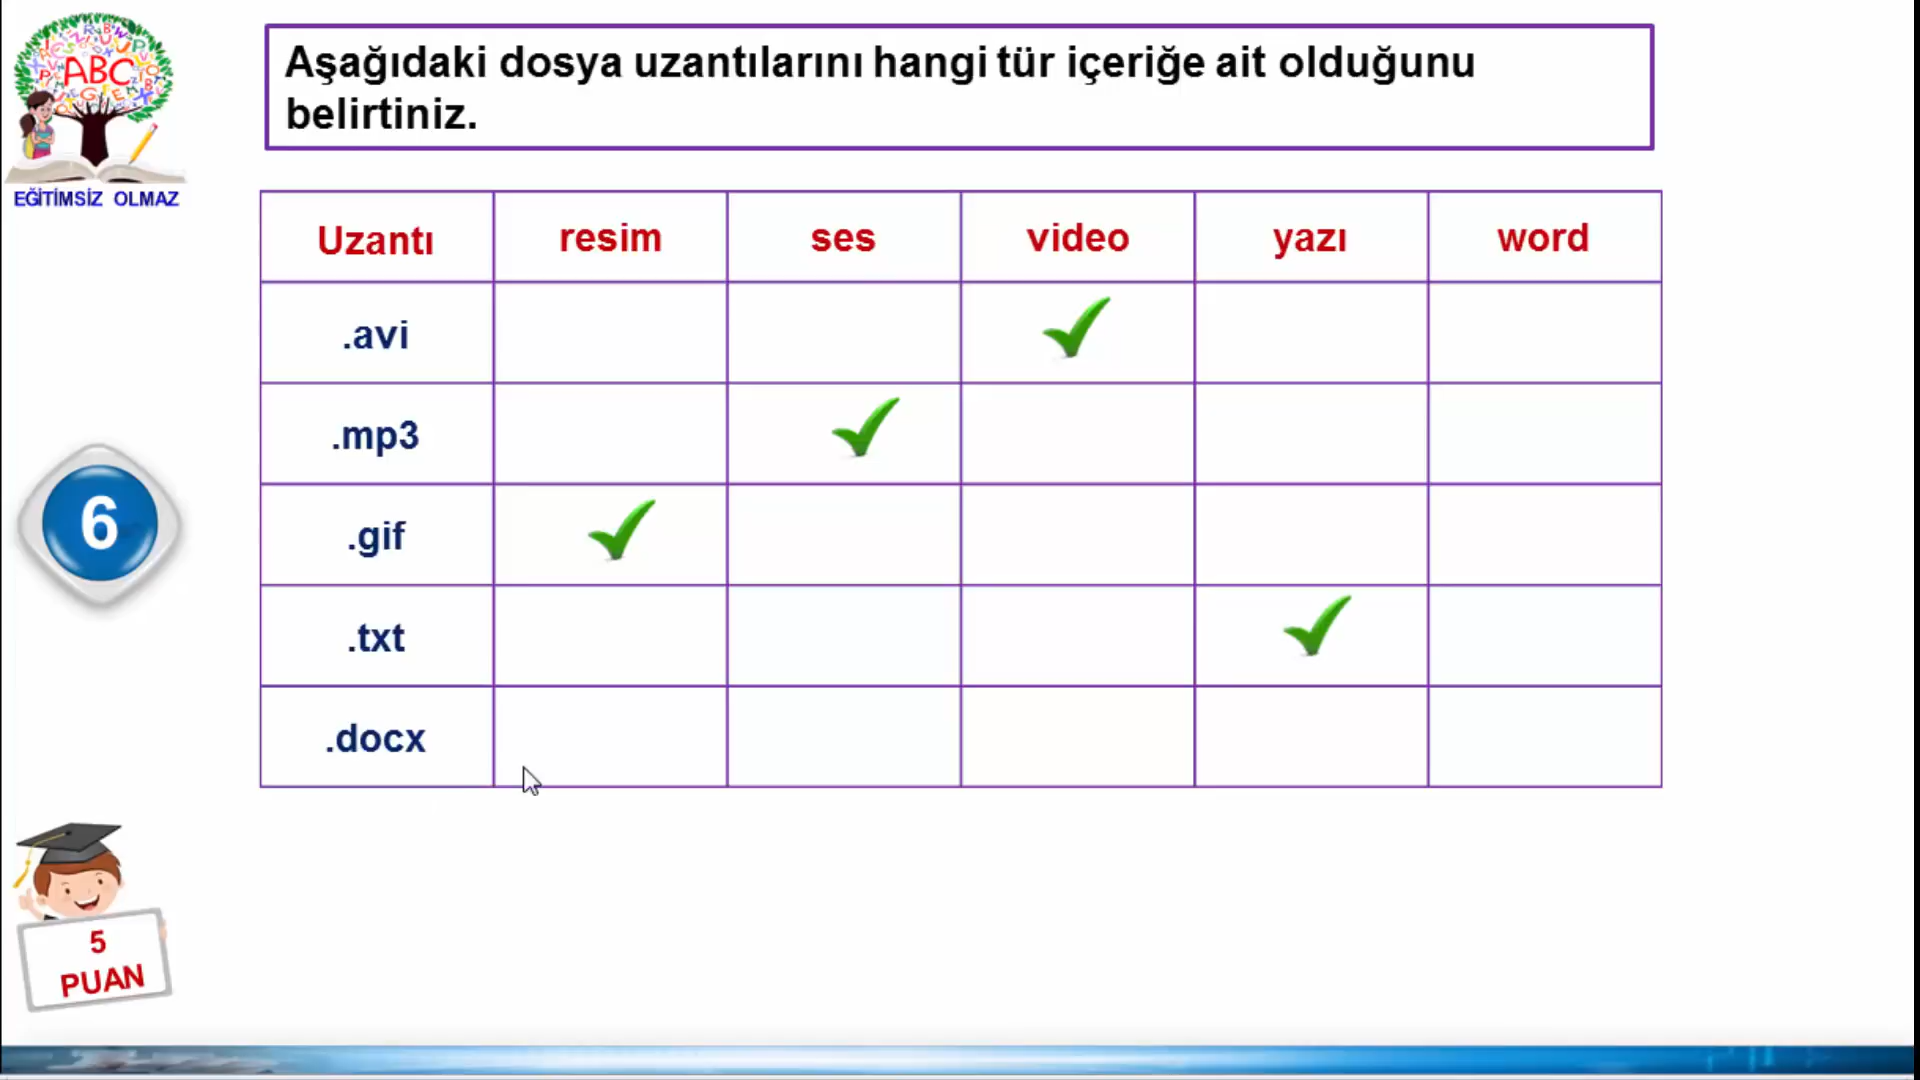 ABC
EĞİTİMSİZ OLMAZ
Aşağıdaki dosya uzantılarını hangi tür içeriğe ait olduğunu
belirtiniz.
Uzantı resim ses video yazı word
.avi
.mp3
.gif
.txt
.docx
6
5
PUAN